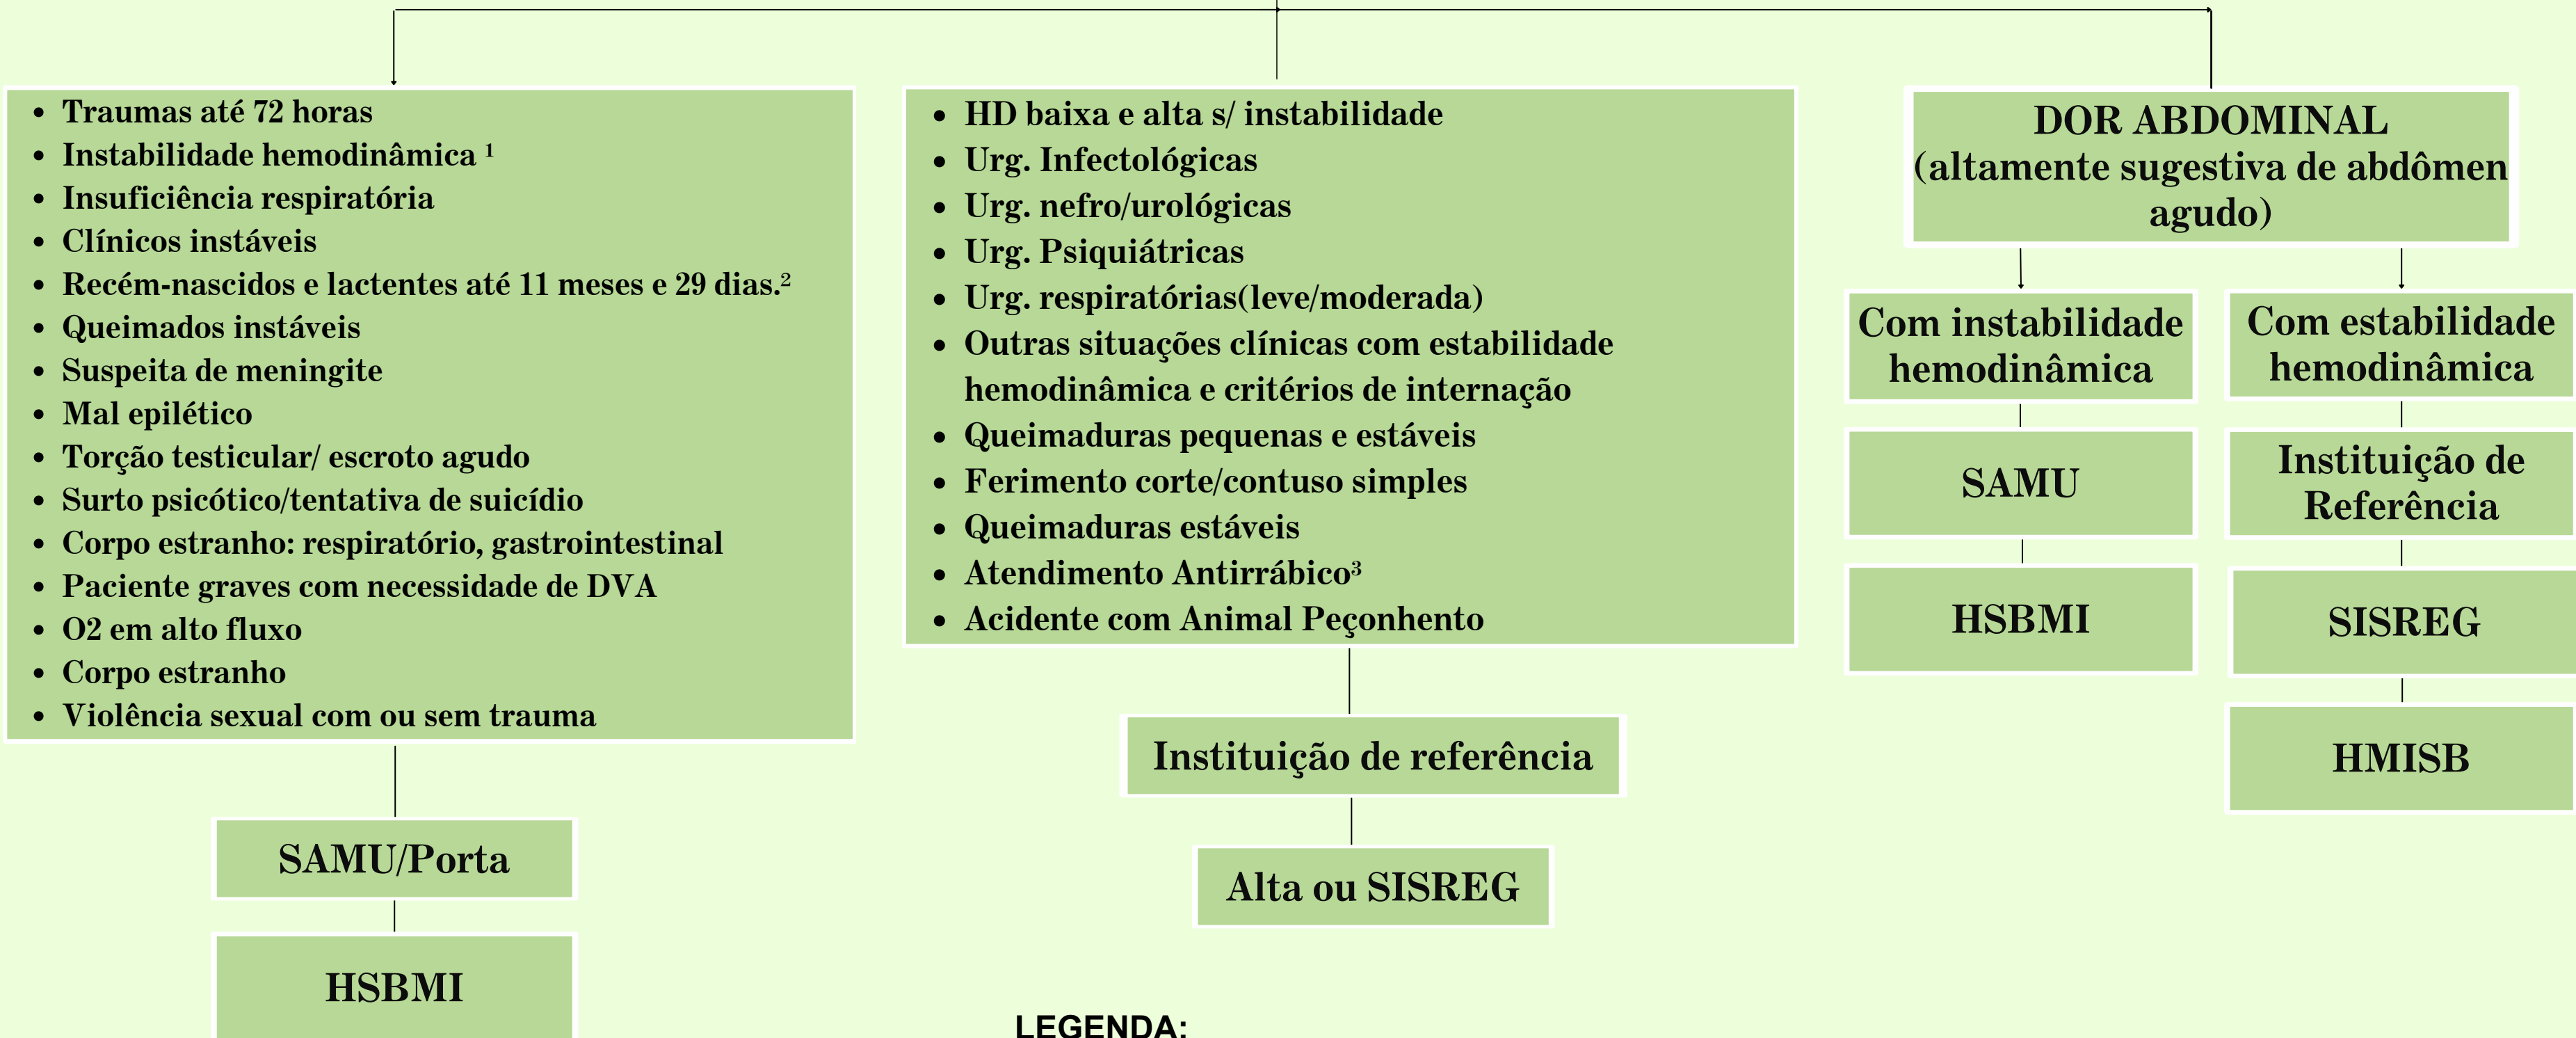 • Traumas até 72 horas
• Instabilidade hemodinâmica ¹
• Insuficiência respiratória
• Clínicos instáveis
• Recém-nascidos e lactentes até 11 meses e 29 dias.²
• Queimados instáveis
• Suspeita de meningite
• Mal epilético
• Torção testicular/ escroto agudo
• Surto psicótico/tentativa de suicídio
• Corpo estranho: respiratório, gastrointestinal
• Paciente graves com necessidade de DVA
• O2 em alto fluxo
• Corpo estranho
• Violência sexual com ou sem trauma
SAMU/Porta
HSBMI
• HD baixa e alta s/ instabilidade
• Urg. Infectológicas
• Urg. nefro/urológicas
• Urg. Psiquiátricas
• Urg. respiratórias(leve/moderada)
• Outras situações clínicas com estabilidade
hemodinâmica e critérios de internação
• Queimaduras pequenas e estáveis
• Ferimento corte/contuso simples
• Queimaduras estáveis
• Atendimento Antirrábico³
• Acidente com Animal Peçonhento
Instituição de referência
Alta ou SISREG
DOR ABDOMINAL
(altamente sugestiva de abdômen
agudo)
Com instabilidade
hemodinâmica
SAMU
HSBMI
Com estabilidade
hemodinâmica
Instituição de
Referência
SISREG
HMISB
LEGENDA: